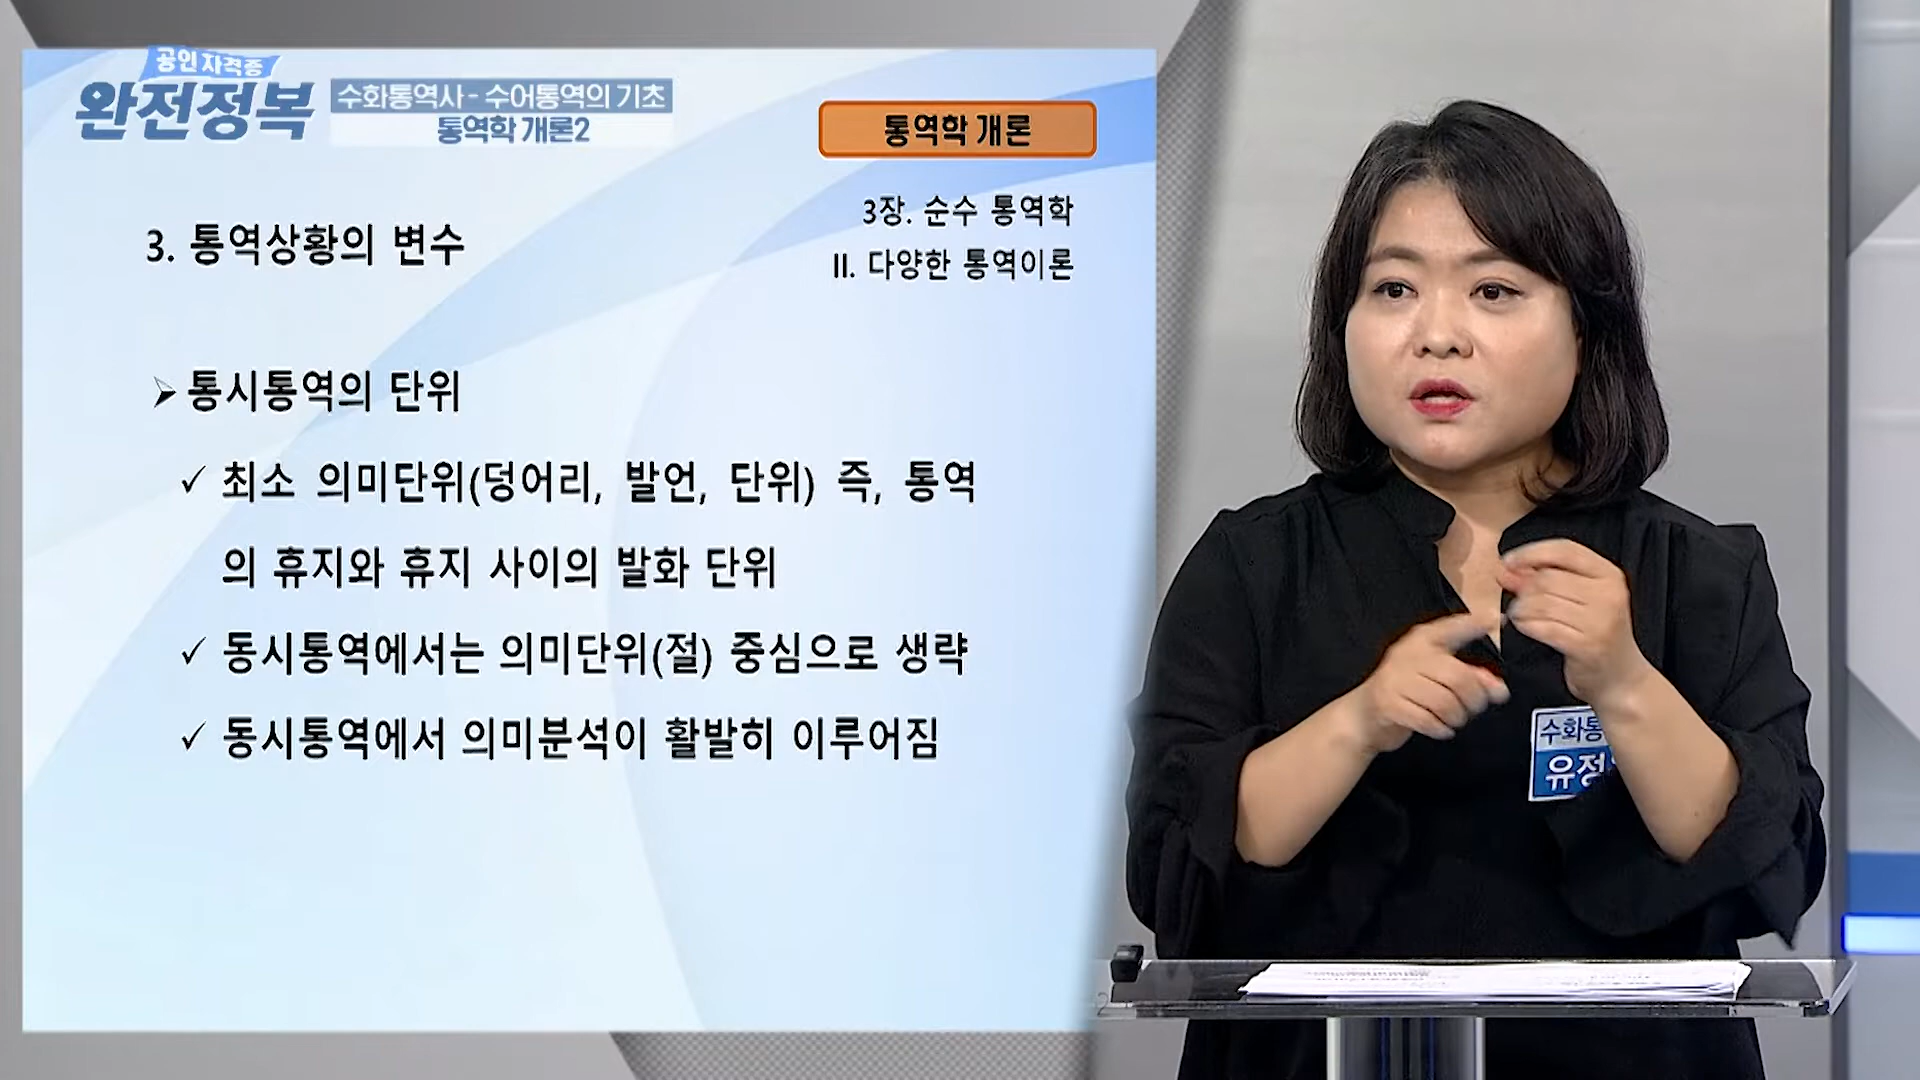 공인 자격증
완전정복
수화통역사 - 수어통역의 기초
통역학 개론2
통역학 개론
3장. 순수 통역학
II. 다양한 통역이론
3. 통역상황의 변수
➢ 통시통역의 단위
✓ 최소 의미단위(덩어리, 발언, 단위) 즉, 통역
의 휴지와 휴지 사이의 발화 단위
✓ 동시통역에서는 의미단위(절) 중심으로 생략
✓ 동시통역에서 의미분석이 활발히 이루어짐